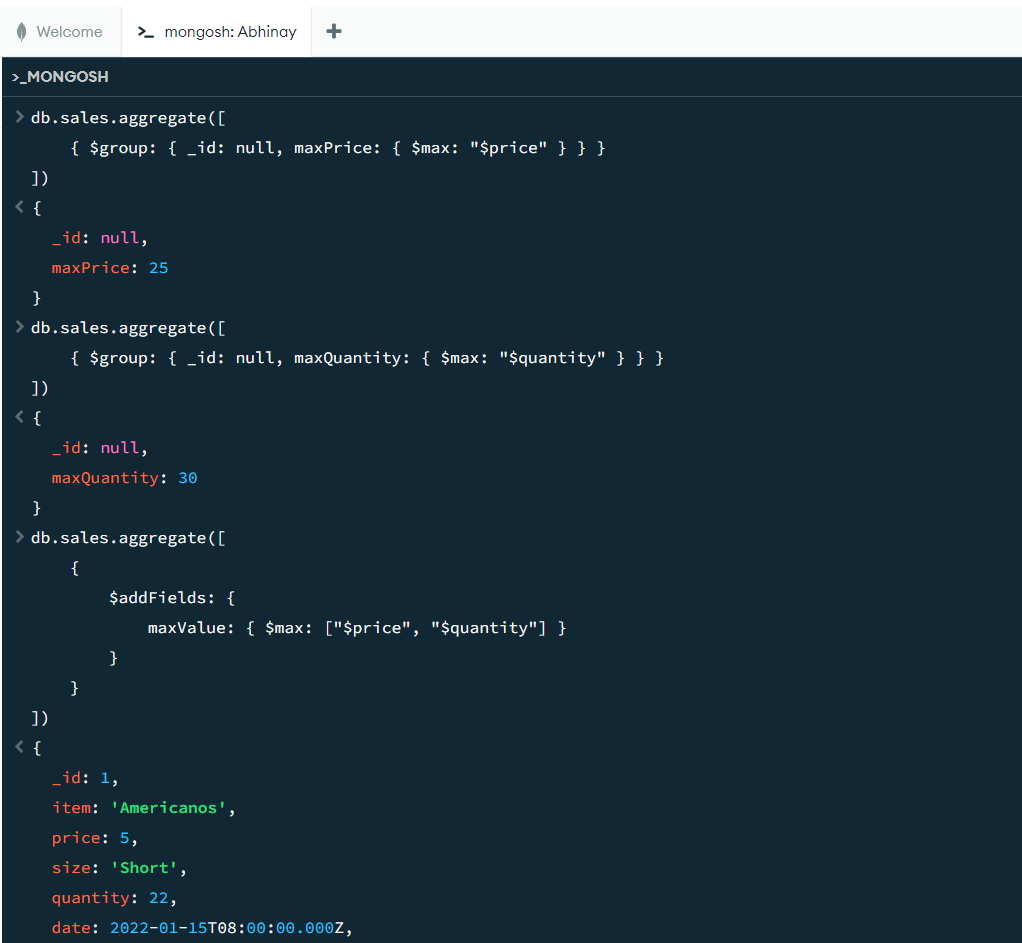 Welcome
>_ mongosh: Abhinay +
>_MONGOSH
> db.sales.aggregate([
{ $group: { _id: null, maxPrice: { $max: "$price" } } }
])
< {
_id: null,
maxPrice: 25
}
> db.sales.aggregate([
{ $group: { _id: null, maxQuantity: { $max: "$quantity" } } }
])
< {
_id: null,
maxQuantity: 30
}
> db.sales.aggregate([
{
$addFields: {
maxValue: { $max: ["$price", "$quantity"] }
}
}
])
< {
_id: 1,
item: 'Americanos',
price: 5,
size: 'Short',
quantity: 22,
date: 2022-01-15T08:00:00.000Z,